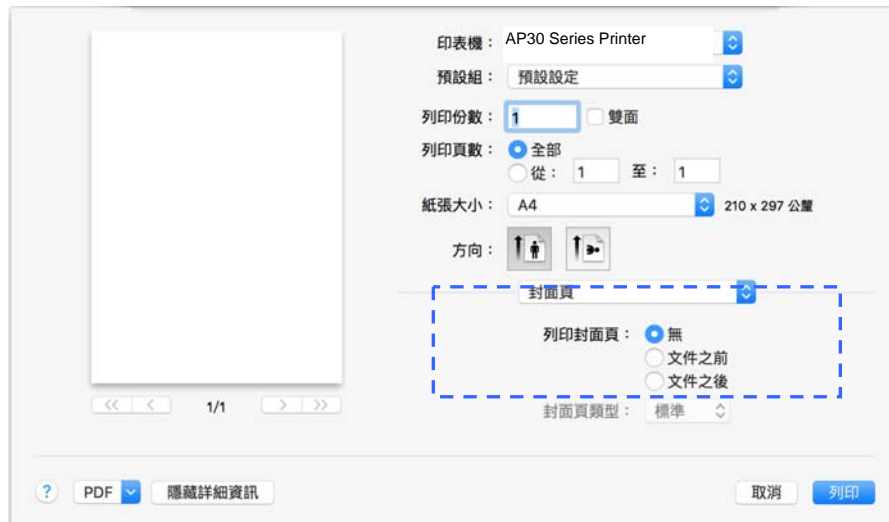 印表機： AP30 Series Printer
預設組： 預設設定
列印份數： 1 雙面
列印頁數： 全部
從： 1 至： 1
紙張大小： A4 210 x 297 公釐
方向：
封面頁
列印封面頁： 無
文件之前
文件之後
封面頁類型： 標準
<< < 1/1 > >>
? PDF 隱藏詳細資訊 取消 列印